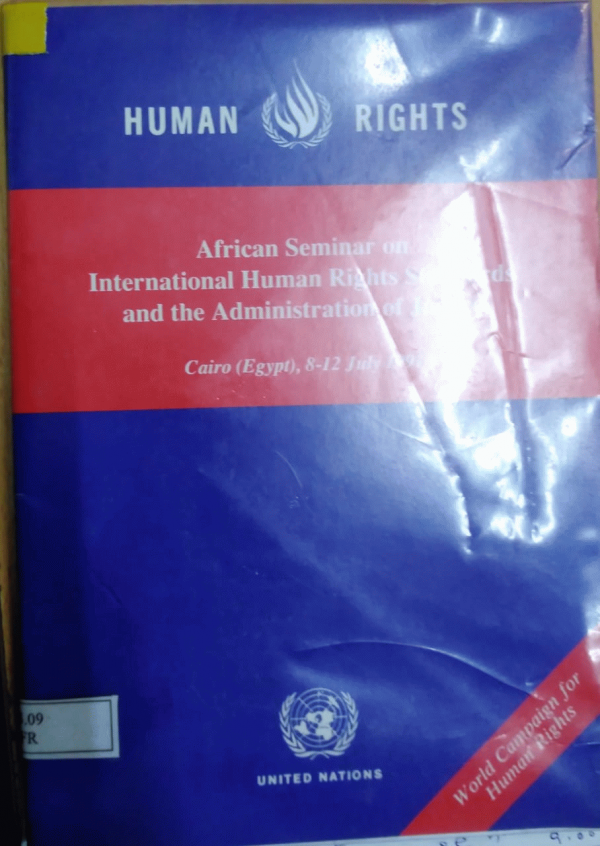 HUMAN RIGHTS
African Seminar on
International Human Rights
and the Administration of
Cairo (Egypt), 8-12 July
.09
FR
UNITED NATIONS
World Campaign for
Human Rights